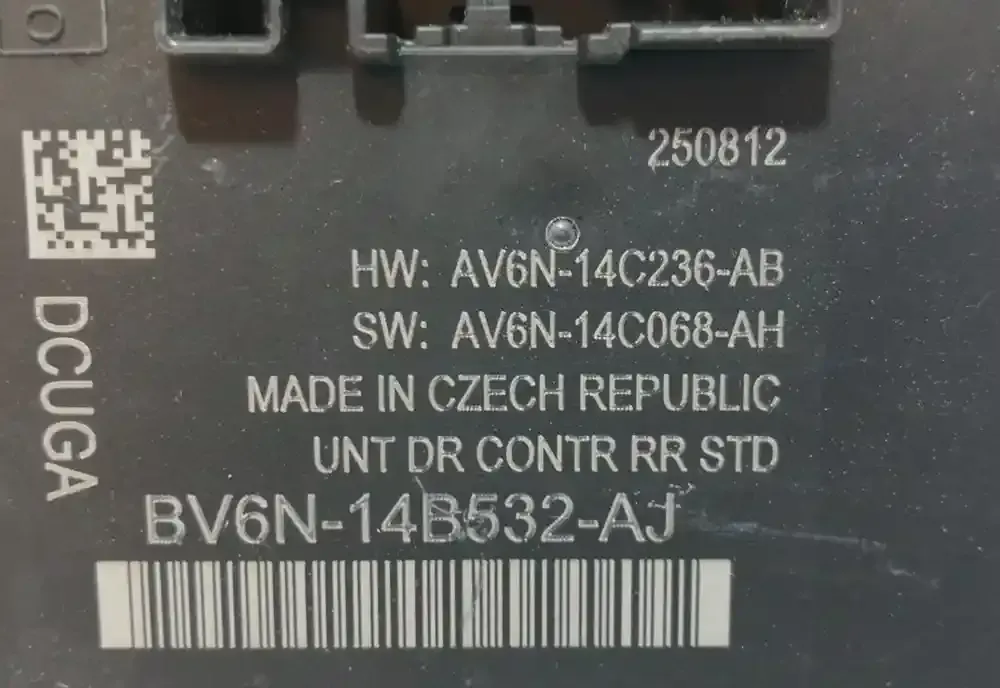 250812
HW: AV6N-14C236-AB
SW: AV6N-14C068-AH
MADE IN CZECH REPUBLIC
UNT DR CONTR RR STD
BV6N-14B532-AJ
DCUGA